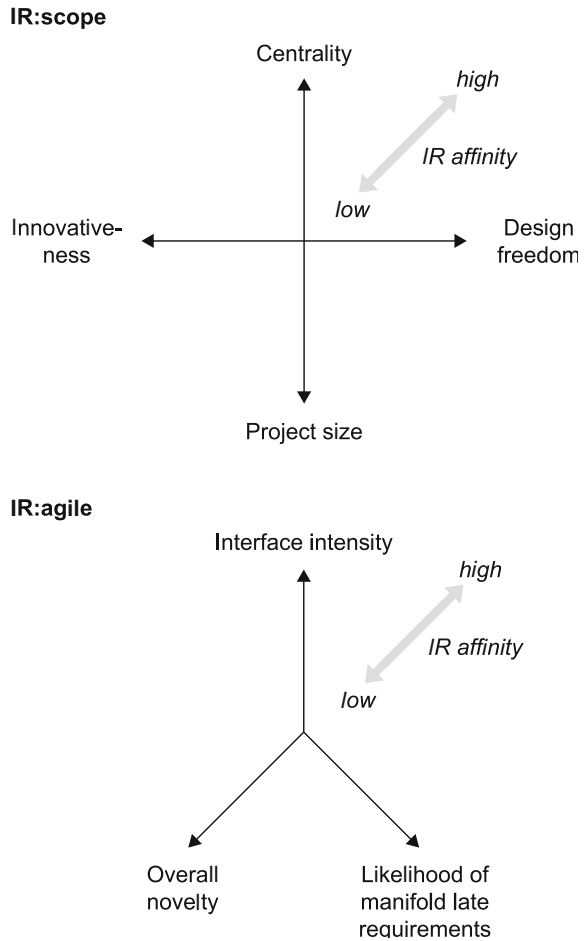 IR:scope
Centrality
high
IR affinity
low
Innovative-
ness
Design
freedom
Project size
IR:agile
Interface intensity
high
IR affinity
low
Overall
novelty
Likelihood of
manifold late
requirements